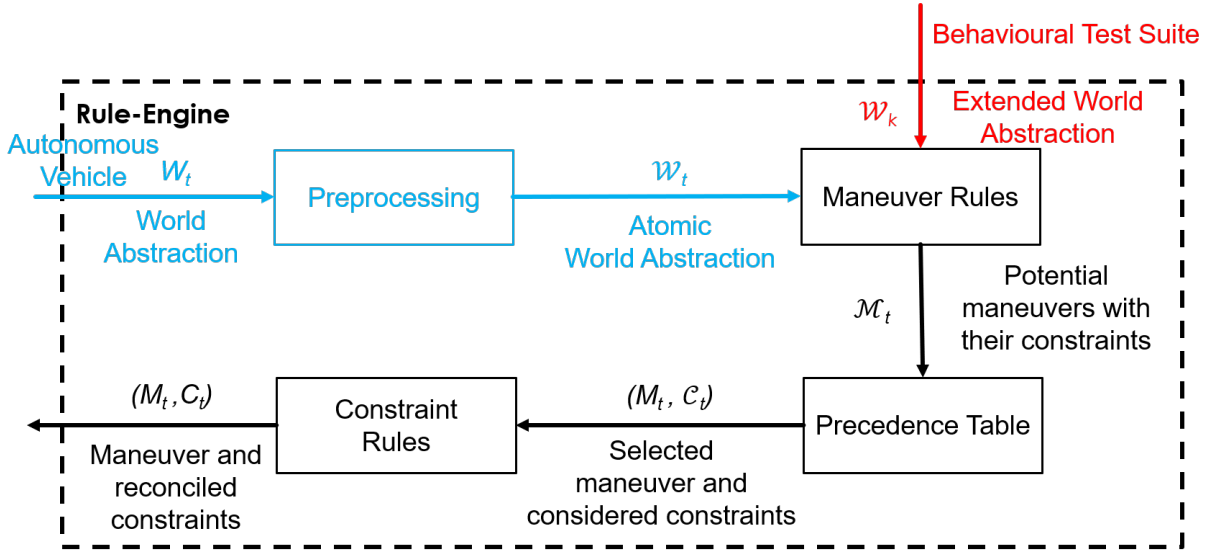 Behavioural Test Suite
Rule-Engine
𝒲k
Extended World
Abstraction
Autonomous
Vehicle
Wt
World
Abstraction
Preprocessing
𝒲t
Atomic
World Abstraction
Maneuver Rules
ℳt
Potential
maneuvers with
their constraints
Precedence Table
(Mt, 𝒞t)
Selected
maneuver and
considered constraints
Constraint
Rules
(Mt,Ct)
Maneuver and
reconciled
constraints